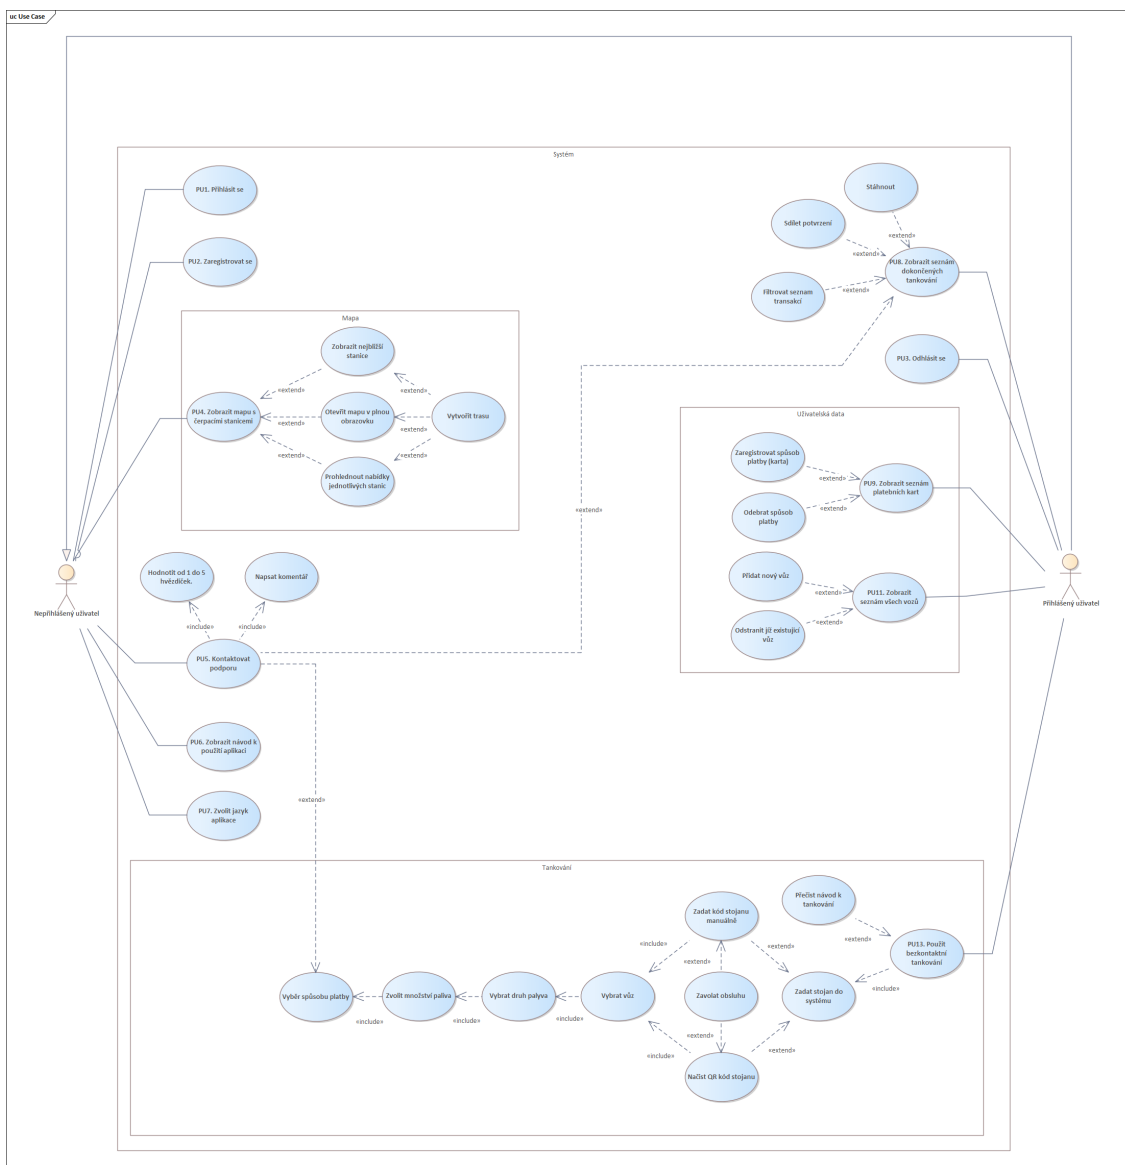 uc Use Case
Systém
PU1. Přihlásit se
PU2. Zaregistrovat se
Stáhnout
«extend»
Sdílet potvrzení
«extend»
Filtrovat seznam
transakcí
«extend»
PU8. Zobrazit seznám
dokončených
tankování
PU3. Odhlásit se
Mapa
Zobrazit nejbližší
stanice
PU4. Zobrazit mapu s
čerpacími stanicemi
Otevřít mapu v plnou
obrazovku
Vytvořit trasu
Prohlednout nabídky
jednotlivých stanic
«extend»
«extend»
«extend»
«extend»
«extend»
«extend»
«extend»
Uživatelská data
Zaregistrovat spůsob
platby (karta)
«extend»
PU9. Zobrazit seznám
platebních kart
Odebrat spůsob
platby
«extend»
Přidat nový vůz
«extend»
PU11. Zobrazit
seznám všech vozů
Odstranit jíž existující
vůz
«extend»
Nepřihlášený uživatel
Přihlášený uživatel
Hodnotit od 1 do 5
hvězdiček.
Napsat komentář
«include»
«include»
PU5. Kontaktovat
podporu
PU6. Zobrazit návod k
použití aplikaci
PU7. Zvolit jazyk
aplikace
«extend»
Tankování
Přečíst návod k
tankování
«extend»
Zadat kód stojanu
manuálně
PU13. Použít
bezkontaktní
tankování
«include»
«extend»
«extend»
«include»
Vyběr spůsobu platby
«include»
Zvolit množství paliva
«include»
Vybrat druh palyva
«include»
Vybrat vůz
Zavolat obsluhu
Zadat stojan do
systému
«extend»
«include»
«extend»
Načíst QR kód stojanu